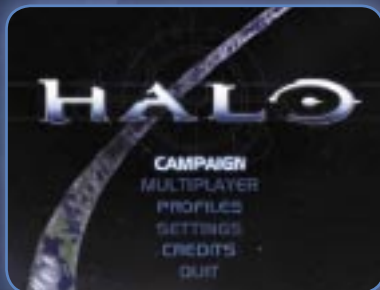 HALO
CAMPAIGN
MULTIPLAYER
PROFILES
SETTINGS
CREDITS
QUIT